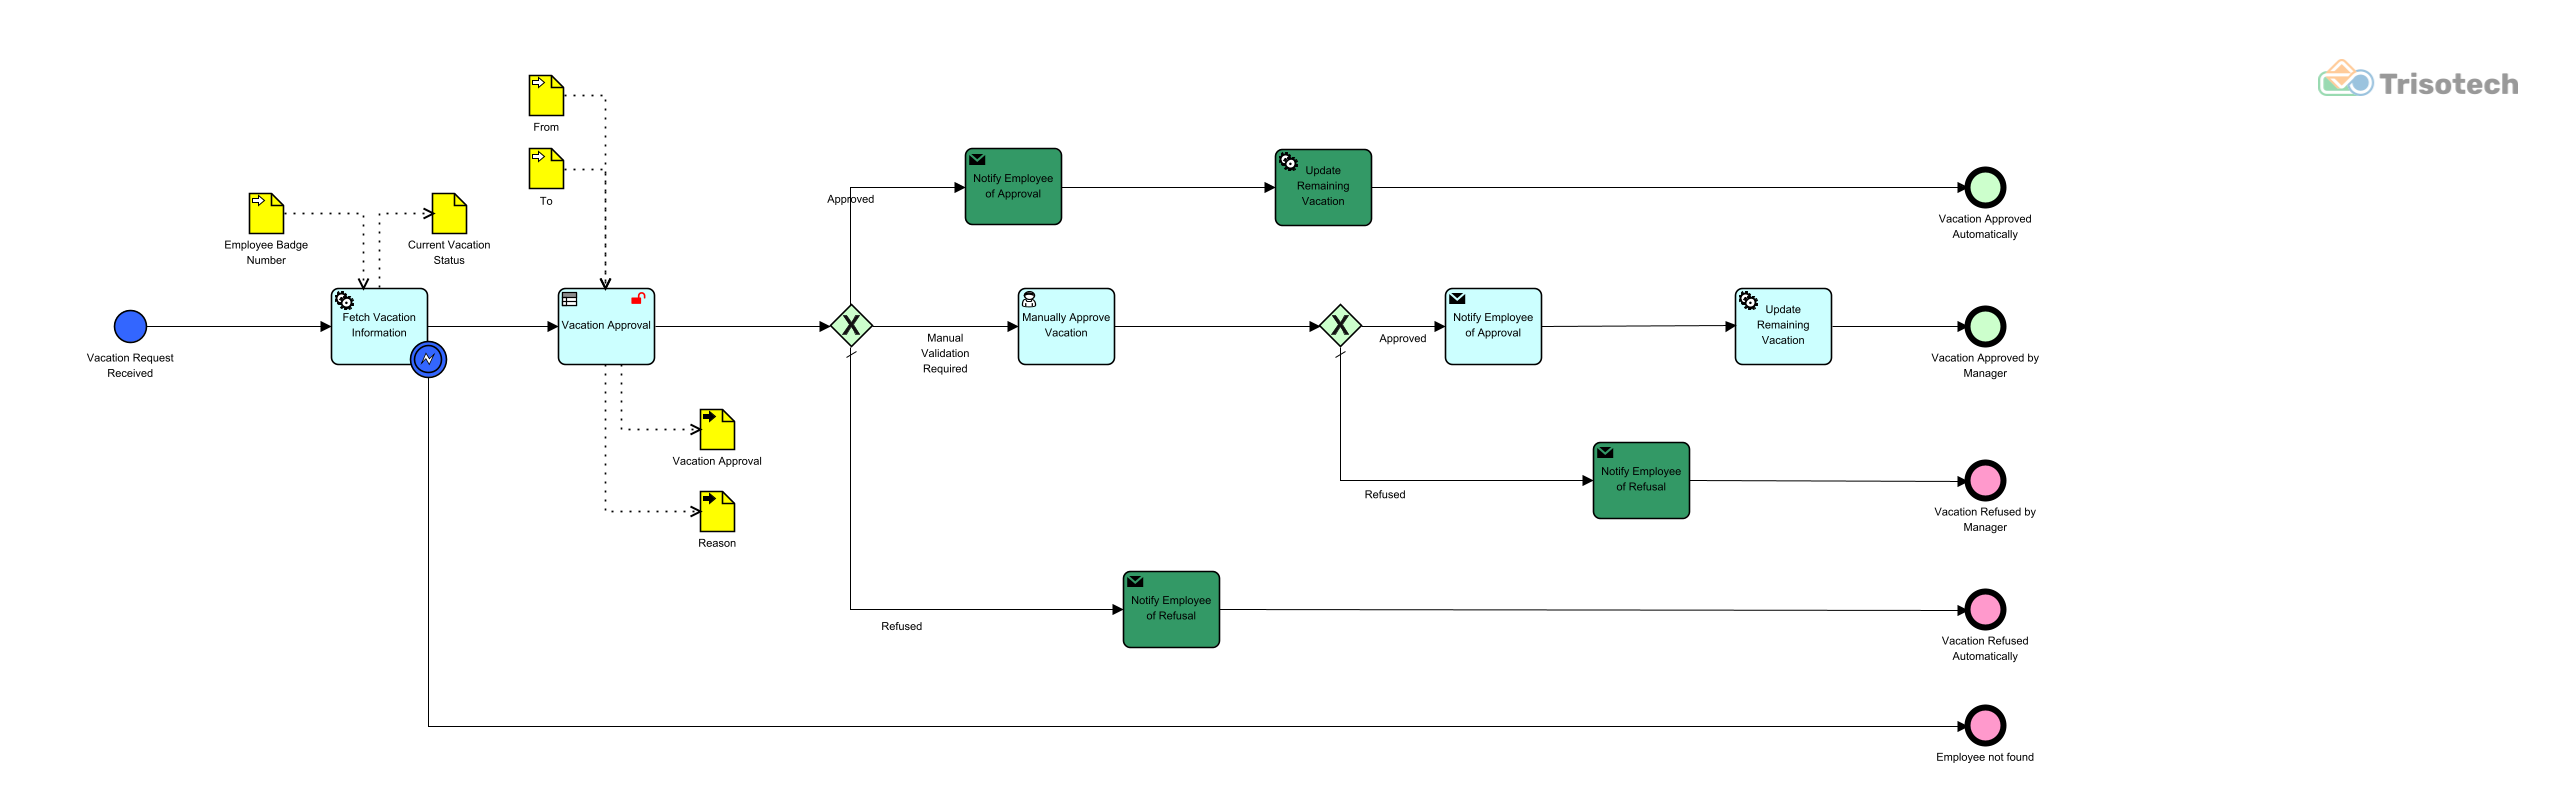 Trisotech
From
To
Employee Badge
Number
Current Vacation
Status
Vacation Request
Received
Fetch Vacation
Information
Vacation Approval
Vacation Approval
Reason
Approved
Notify Employee
of Approval
Update
Remaining
Vacation
Vacation Approved
Automatically
Manual
Validation
Required
Manually Approve
Vacation
Approved
Notify Employee
of Approval
Update
Remaining
Vacation
Vacation Approved by
Manager
Refused
Notify Employee
of Refusal
Vacation Refused by
Manager
Refused
Notify Employee
of Refusal
Vacation Refused
Automatically
Employee not found